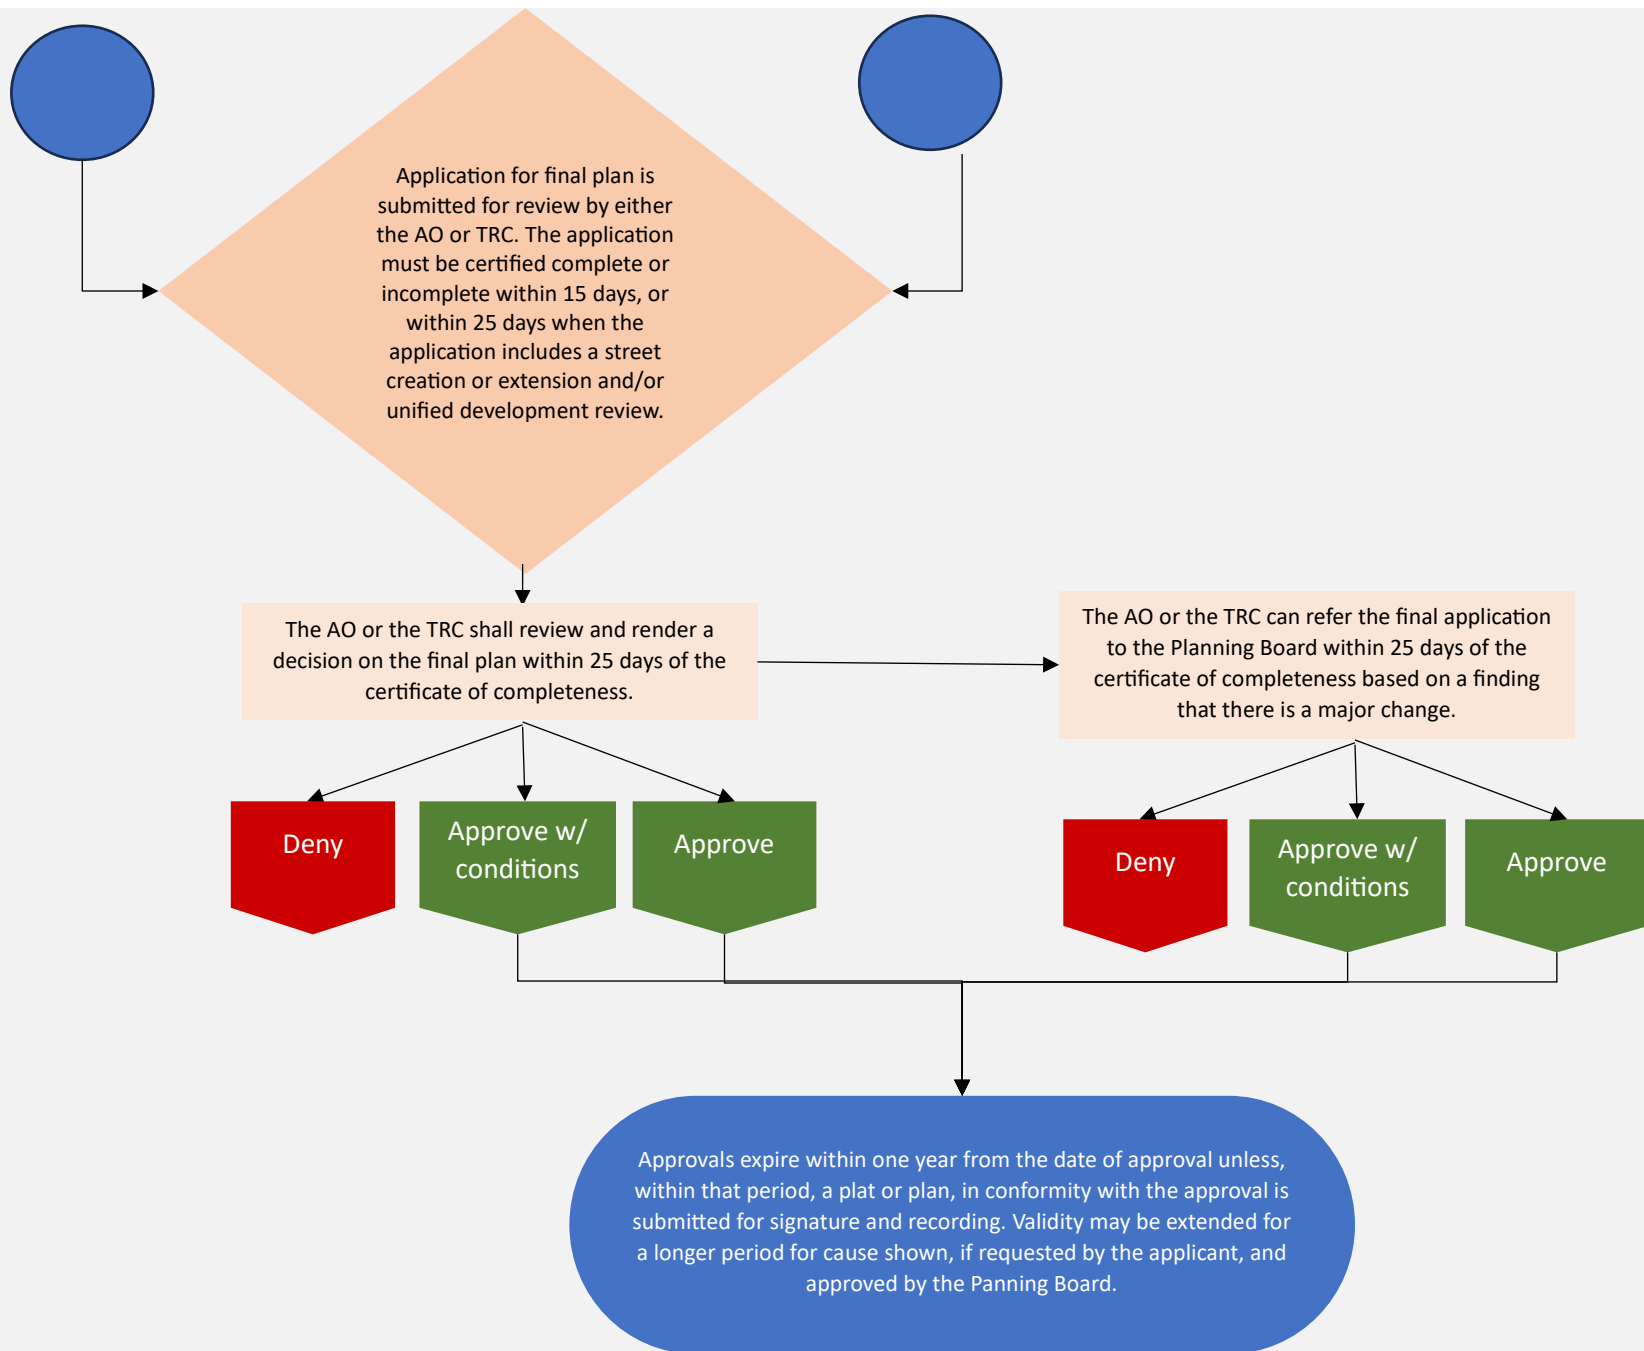 Application for final plan is
submitted for review by either
the AO or TRC. The application
must be certified complete or
incomplete within 15 days, or
within 25 days when the
application includes a street
creation or extension and/or
unified development review.
The AO or the TRC shall review and render a
decision on the final plan within 25 days of the
certificate of completeness.
The AO or the TRC can refer the final application
to the Planning Board within 25 days of the
certificate of completeness based on a finding
that there is a major change.
Deny
Approve w/
conditions
Approve
Deny
Approve w/
conditions
Approve
Approvals expire within one year from the date of approval unless,
within that period, a plat or plan, in conformity with the approval is
submitted for signature and recording. Validity may be extended for
a longer period for cause shown, if requested by the applicant, and
approved by the Panning Board.